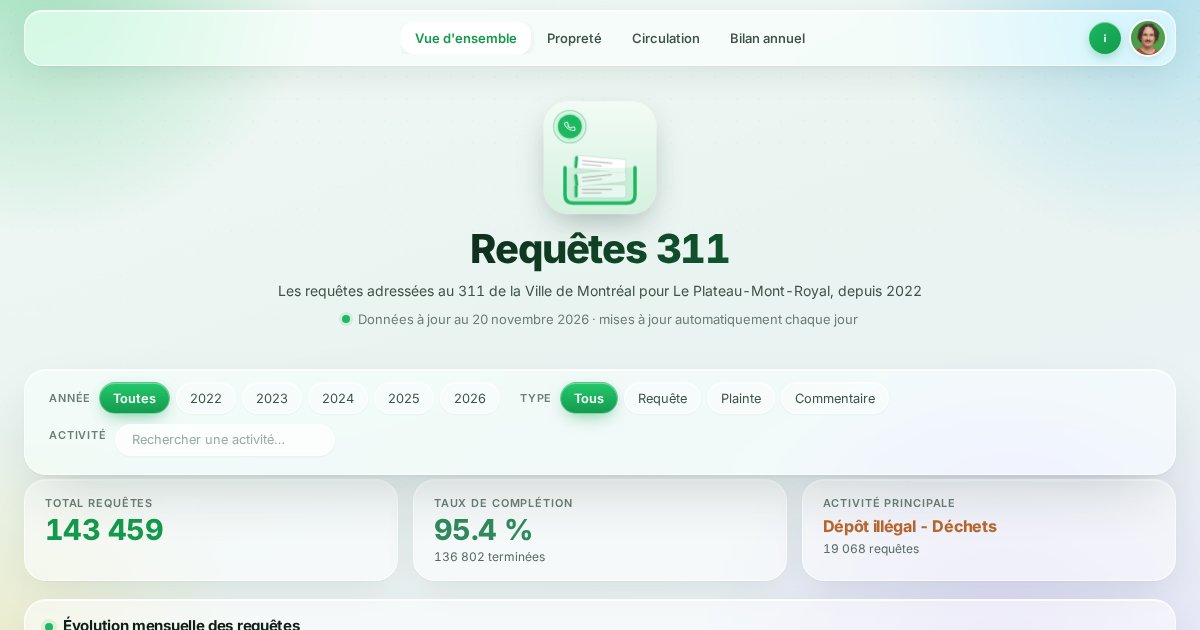 Vue d'ensemble Propreté Circulation Bilan annuel i
Requêtes 311
Les requêtes adressées au 311 de la Ville de Montréal pour Le Plateau-Mont-Royal, depuis 2022
Données à jour au 20 novembre 2026 · mises à jour automatiquement chaque jour
ANNÉE Toutes 2022 2023 2024 2025 2026 TYPE Tous Requête Plainte Commentaire
ACTIVITÉ Rechercher une activité...
TOTAL REQUÊTES
143 459
TAUX DE COMPLÉTION
95.4 %
136 802 terminées
ACTIVITÉ PRINCIPALE
Dépôt illégal - Déchets
19 068 requêtes
Évolution mensuelle des requêtes